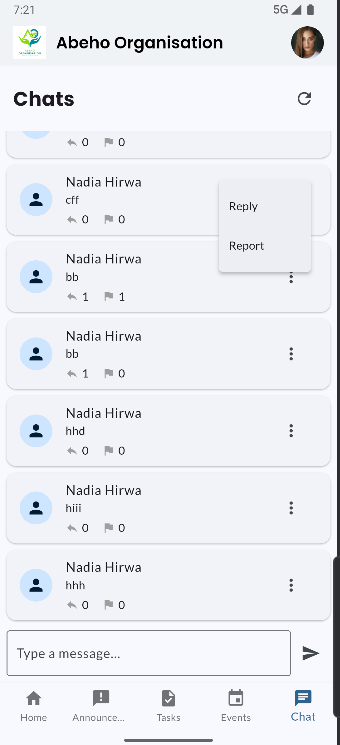 7:21
5G
Abeho Organisation
Chats
0 0
Nadia Hirwa
cff
0 0
Reply
Report
Nadia Hirwa
bb
1 1
Nadia Hirwa
bb
1 0
Nadia Hirwa
hhd
0 0
Nadia Hirwa
hiii
0 0
Nadia Hirwa
hhh
0 0
Type a message...
Home
Announce...
Tasks
Events
Chat